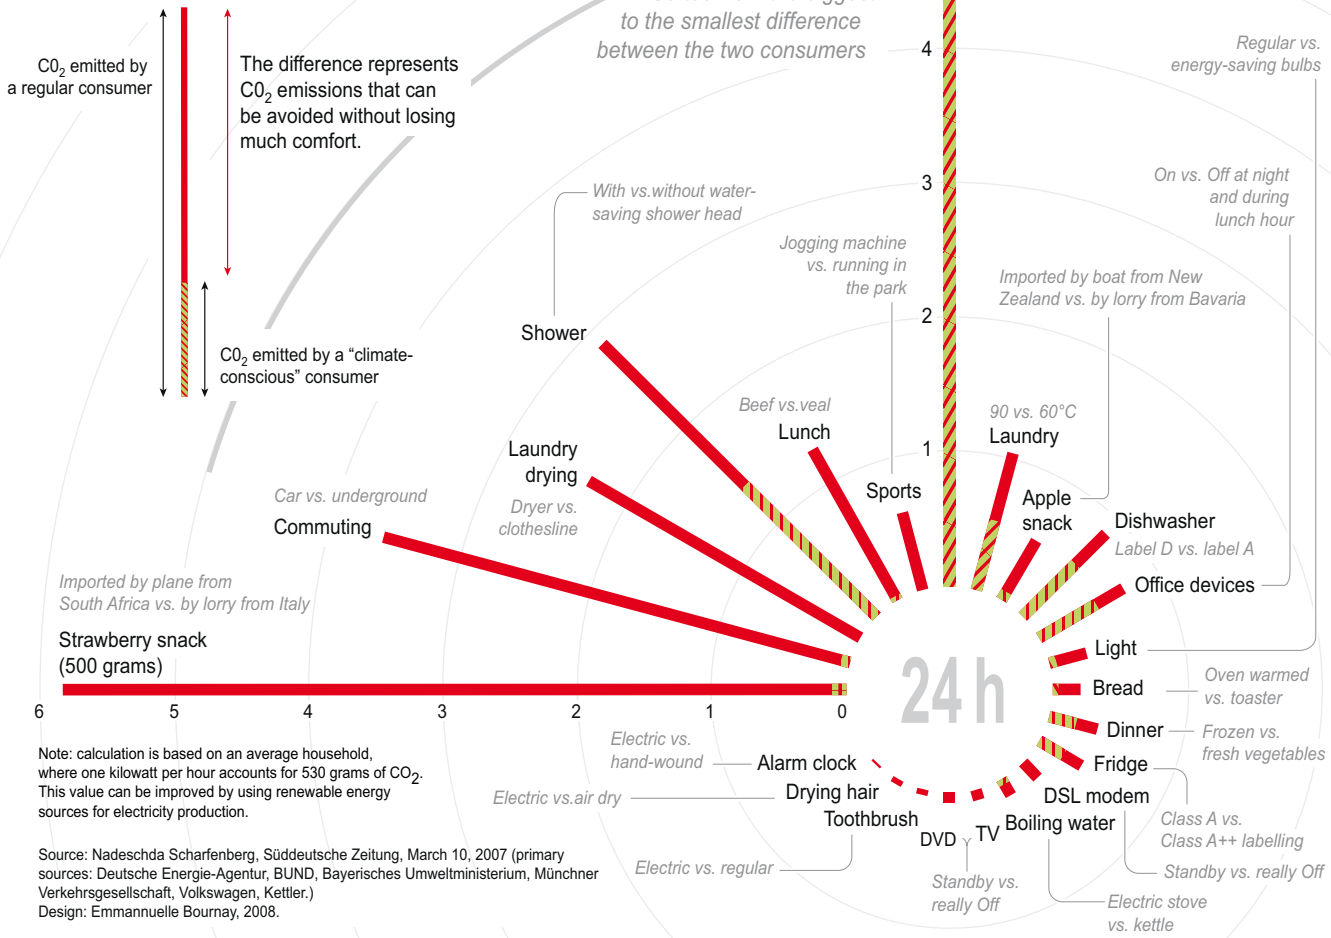 to the smallest difference
between the two consumers
C02 emitted by
a regular consumer
The difference represents
C02 emissions that can
be avoided without losing
much comfort.
C02 emitted by a “climate-
conscious” consumer
4
3
2
1
Regular vs.
energy-saving bulbs
On vs. Off at night
and during
lunch hour
With vs.without water-
saving shower head
Shower
Jogging machine
vs. running in
the park
Sports
Imported by boat from New
Zealand vs. by lorry from Bavaria
Apple
snack
Beef vs.veal
Lunch
90 vs. 60°C
Laundry
Laundry
drying
Dryer vs.
clothesline
Car vs. underground
Commuting
Dishwasher
Label D vs. label A
Office devices
Imported by plane from
South Africa vs. by lorry from Italy
Strawberry snack
(500 grams)
6
5
4
3
2
1
0
24 h
Light
Bread
Oven warmed
vs. toaster
Dinner
Frozen vs.
fresh vegetables
Fridge
Class A vs.
Class A++ labelling
DSL modem
Standby vs. really Off
Boiling water
Electric stove
vs. kettle
TV
DVD
Standby vs.
really Off
Toothbrush
Electric vs. regular
Drying hair
Electric vs.air dry
Alarm clock
Electric vs.
hand-wound
Note: calculation is based on an average household,
where one kilowatt per hour accounts for 530 grams of CO2.
This value can be improved by using renewable energy
sources for electricity production.
Source: Nadeschda Scharfenberg, Süddeutsche Zeitung, March 10, 2007 (primary
sources: Deutsche Energie-Agentur, BUND, Bayerisches Umweltministerium, Münchner
Verkehrsgesellschaft, Volkswagen, Kettler.)
Design: Emmannuelle Bournay, 2008.